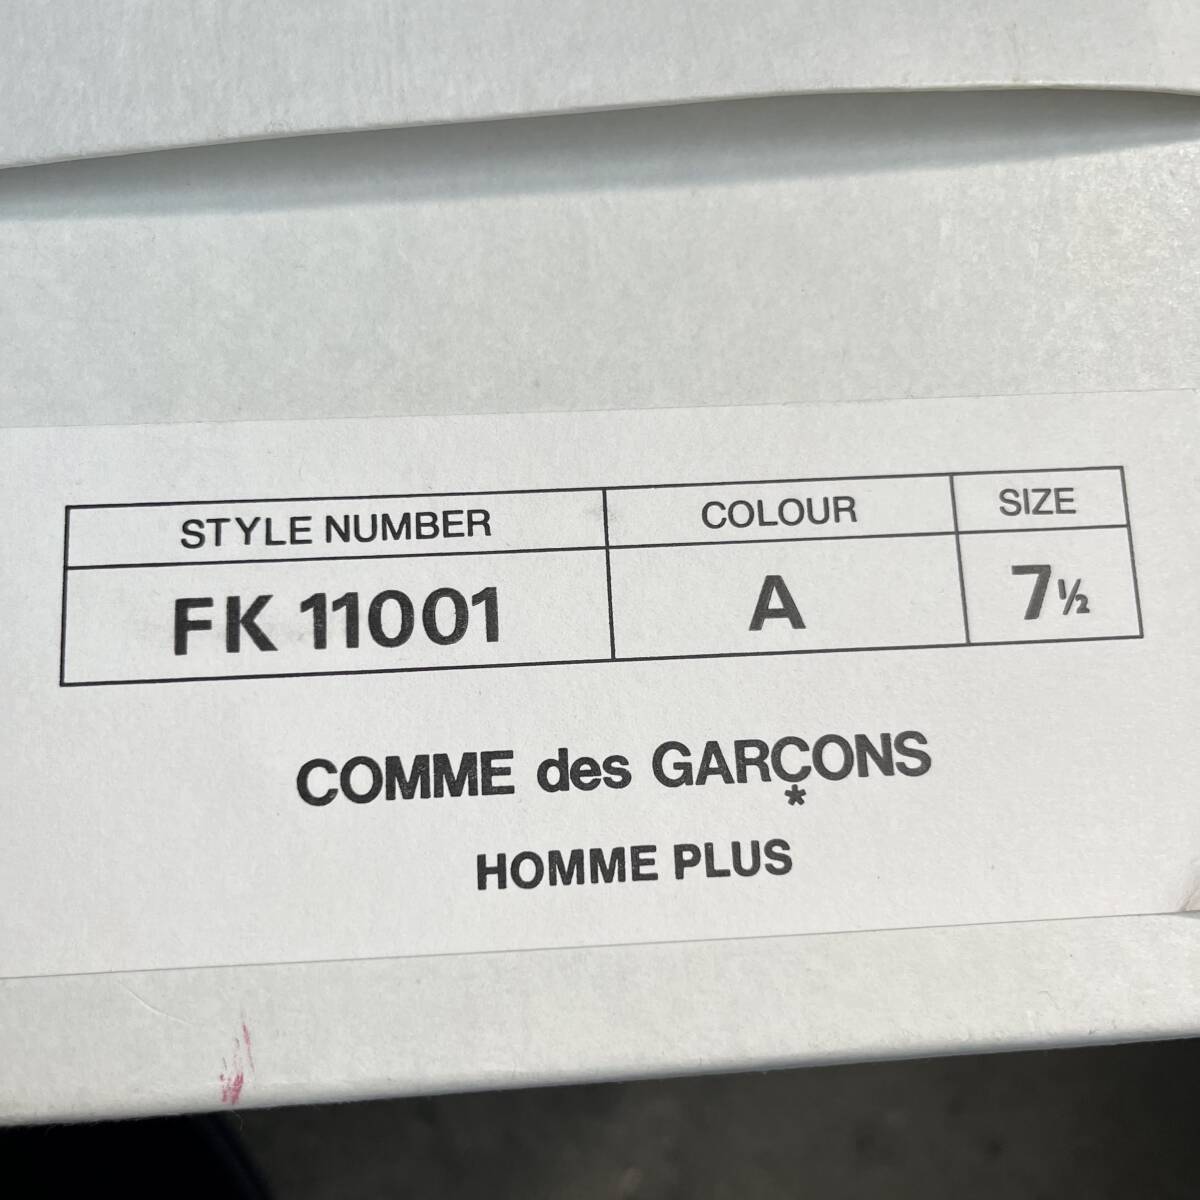 STYLE NUMBER COLOUR SIZE
FK 11001 A 7½
COMME des GARÇONS
*
HOMME PLUS